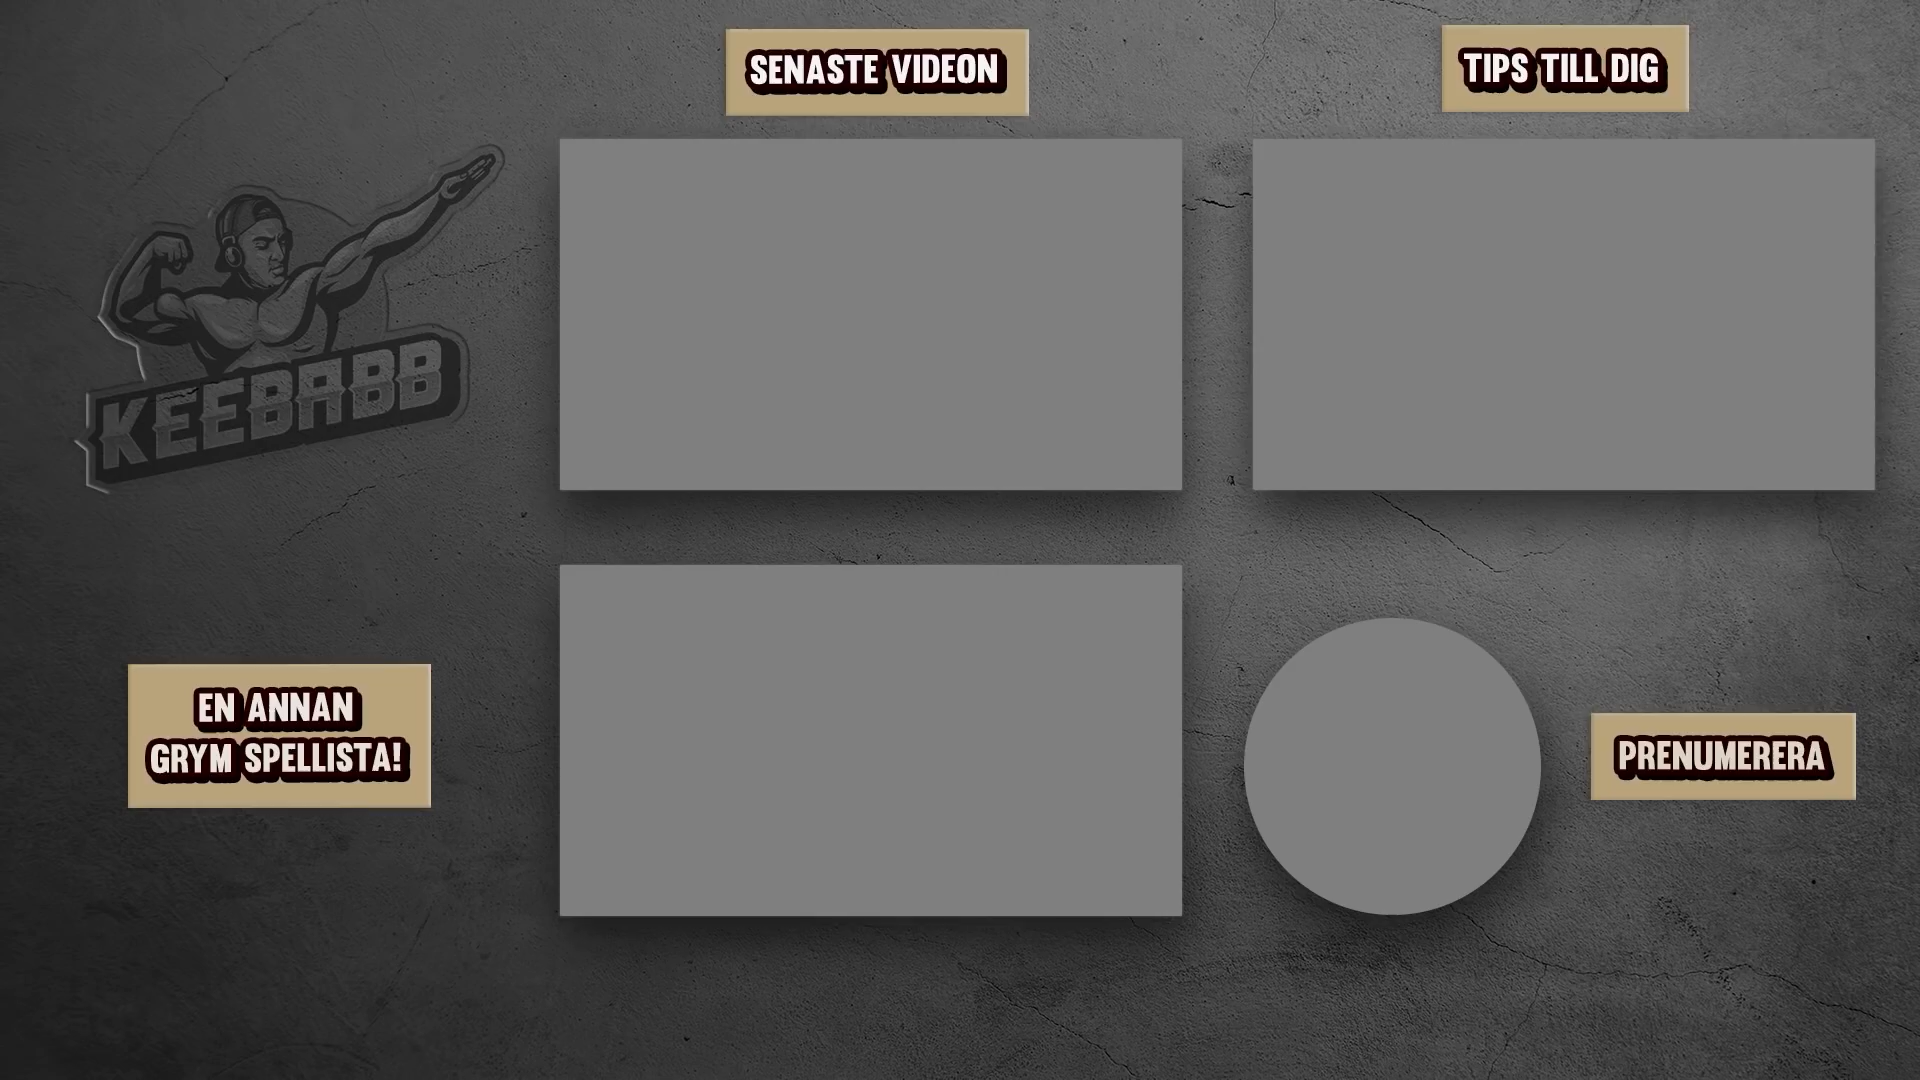 SENASTE VIDEON
TIPS TILL DIG
KEEBABB
EN ANNAN
GRYM SPELLISTA!
PRENUMERERA